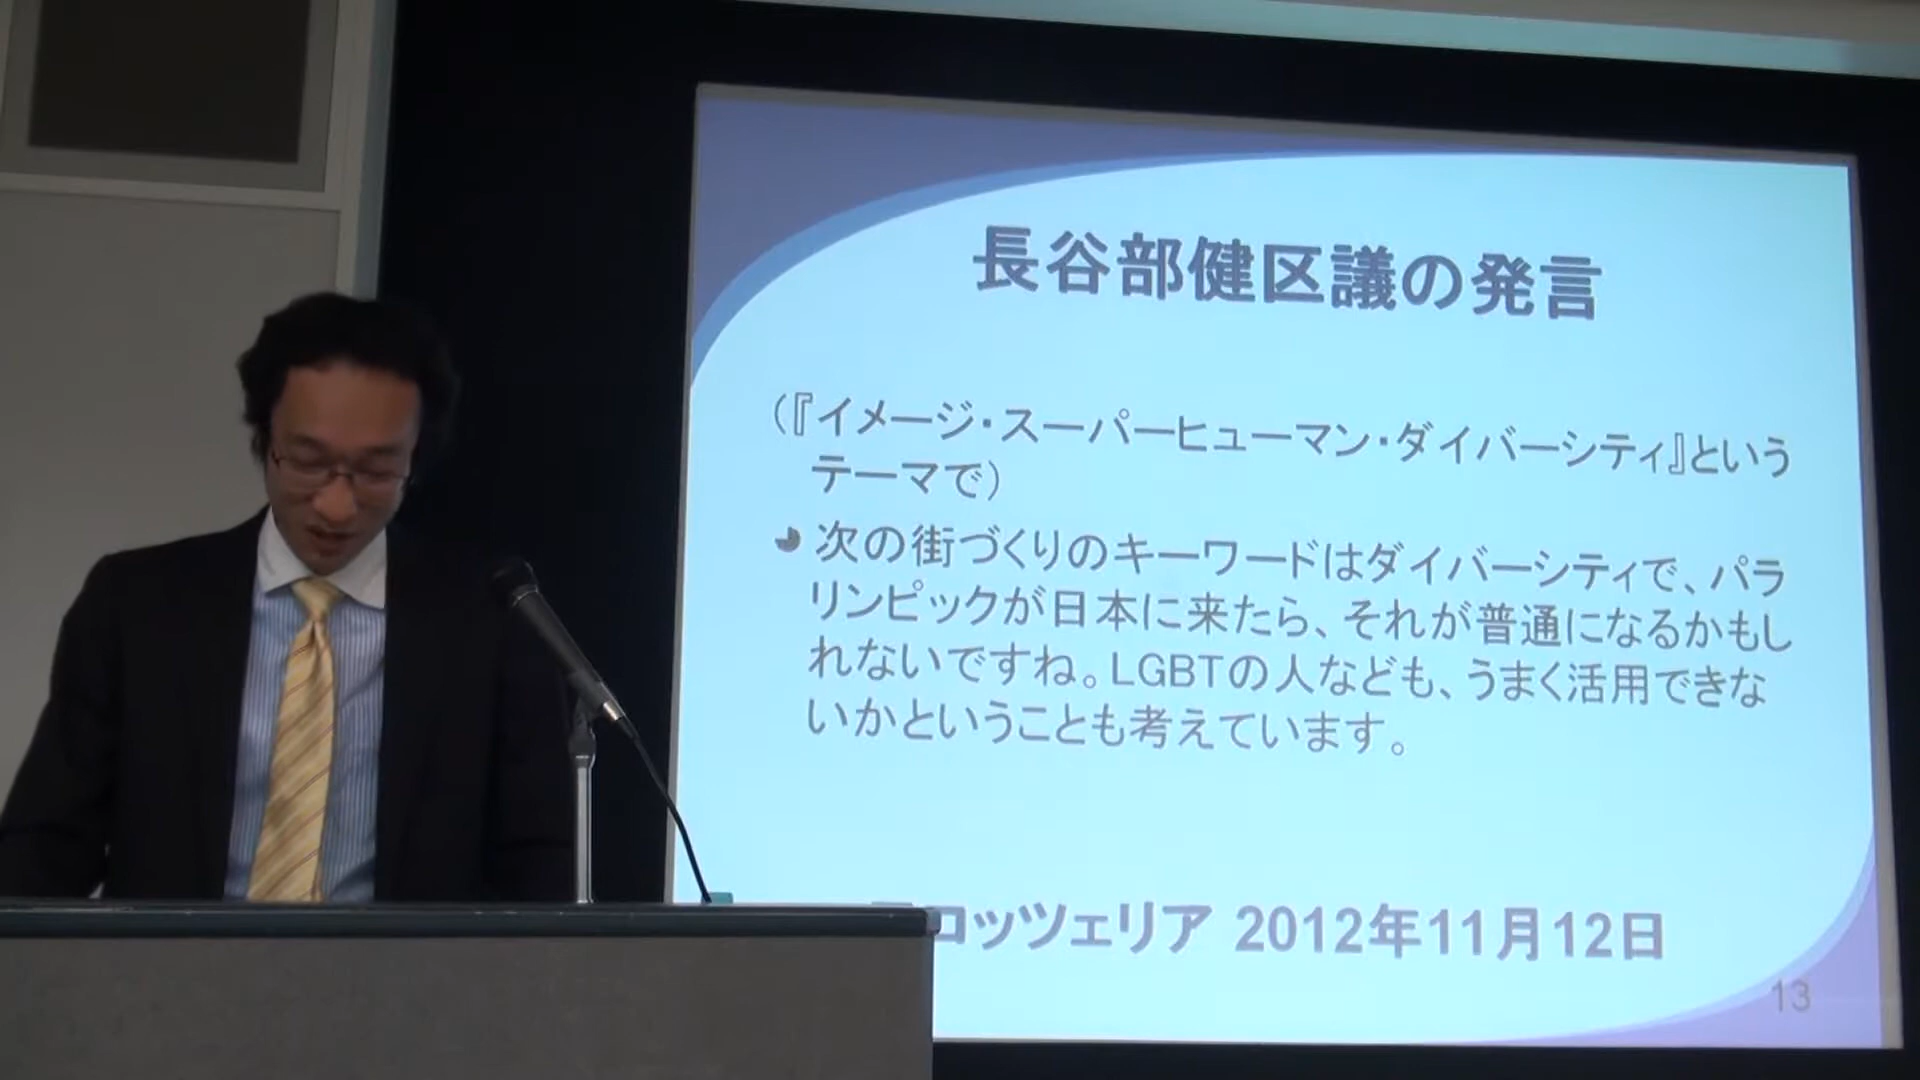 長谷部健区議の発言
(『イメージ・スーパーヒューマン・ダイバーシティ』という
テーマで)
次の街づくりのキーワードはダイバーシティで、パラ
リンピックが日本に来たら、それが普通になるかもし
れないですね。LGBTの人なども、うまく活用できな
いかということも考えています。
ロッツェリア 2012年11月12日
13